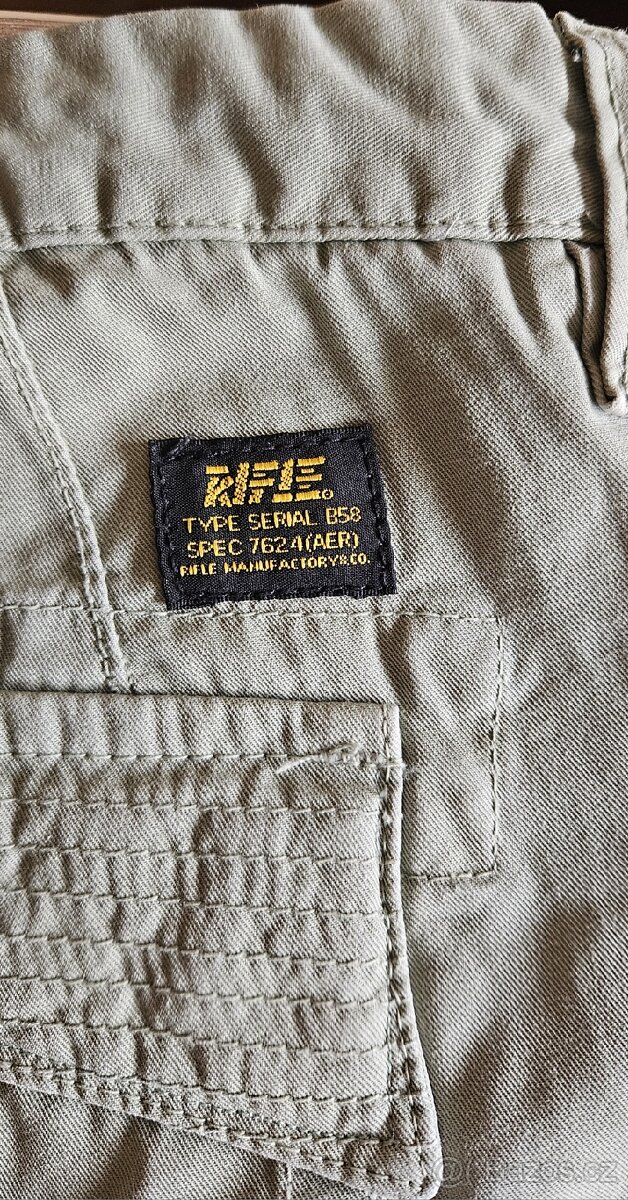 RIFLE®
TYPE SERIAL B58
SPEC 7624(AER)
RIFLE MANUFACTORY&CO.